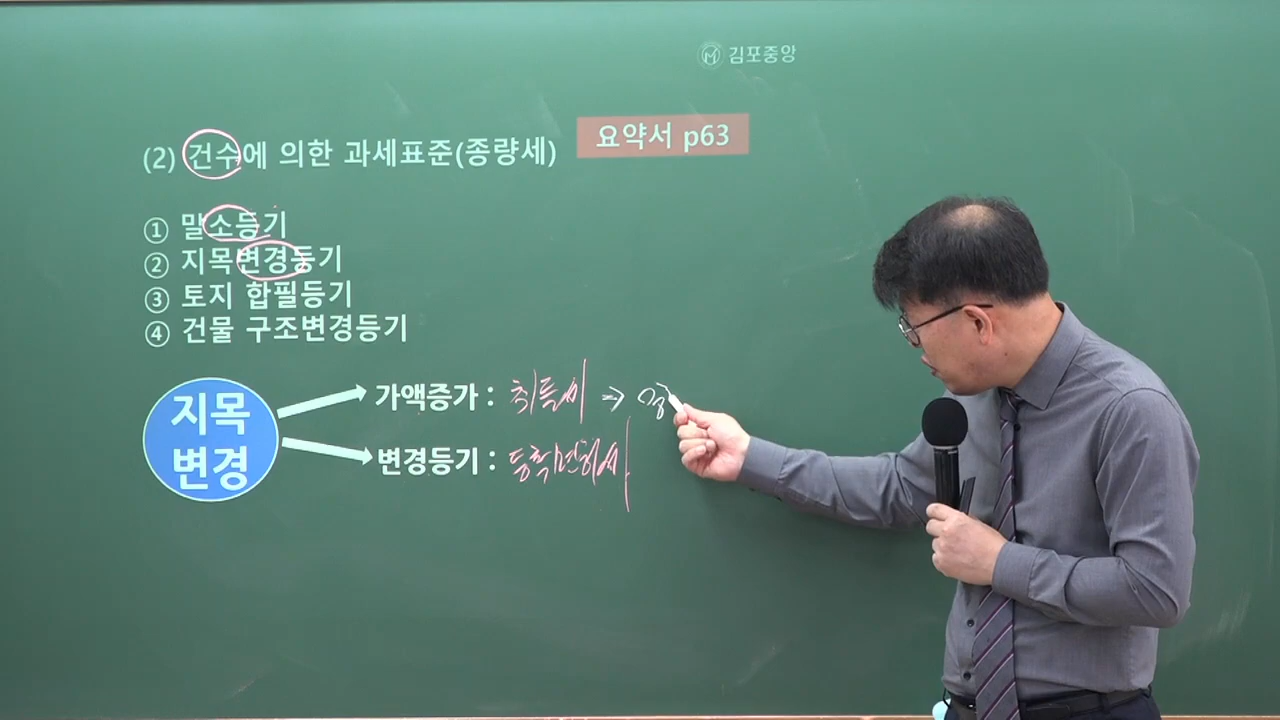 김포중앙
(2) 건수에 의한 과세표준(종량세) 요약서 p63
① 말소등기
② 지목변경등기
③ 토지 합필등기
④ 건물 구조변경등기
지목
변경
가액증가 : 취득세 →
변경등기 : 등록면허세